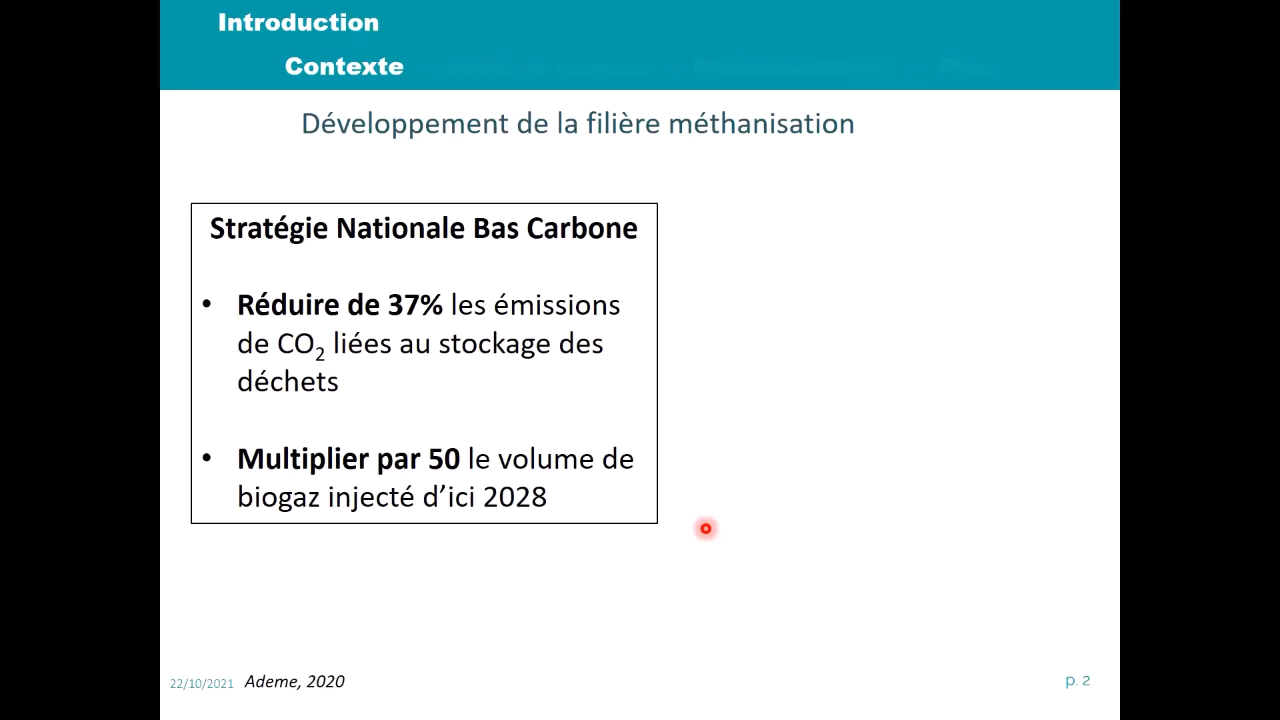 Introduction
Contexte
Développement de la filière méthanisation
Stratégie Nationale Bas Carbone
• Réduire de 37% les émissions
de CO₂ liées au stockage des
déchets
• Multiplier par 50 le volume de
biogaz injecté d’ici 2028
22/10/2021 Ademe, 2020
p. 2